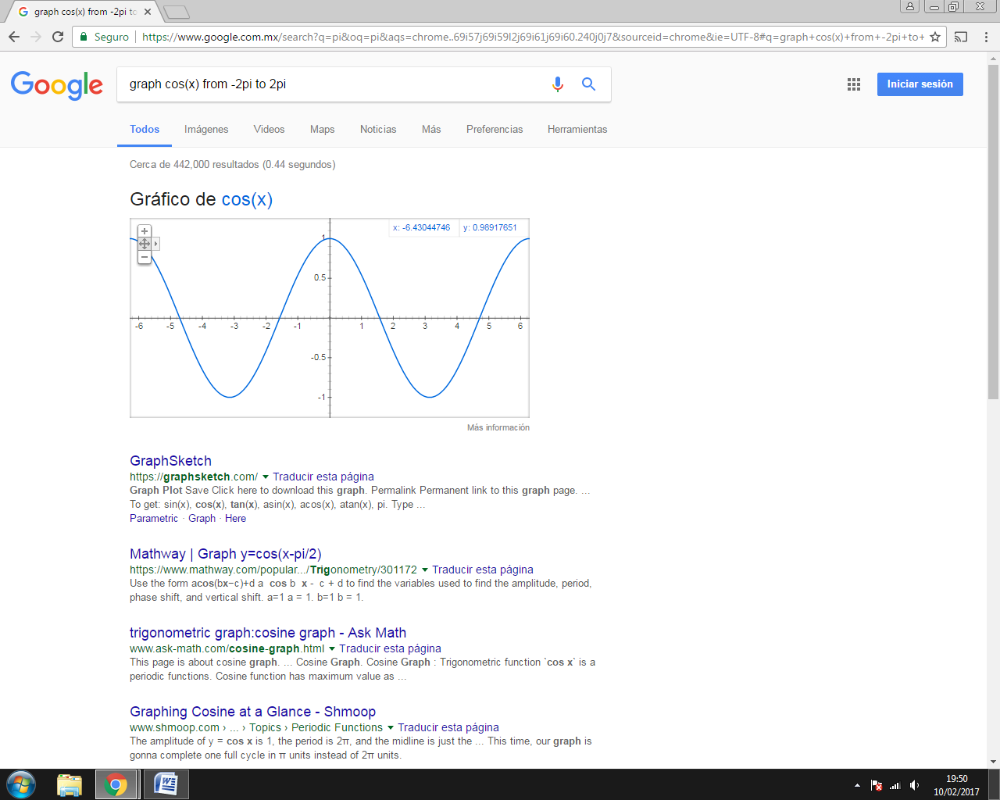 graph cos(x) from -2pi to
Seguro
https://www.google.com.mx/search?q=pi&oq=pi&aqs=chrome..69i57j69i59l2j69i61j69i60.240j0j7&sourceid=chrome&ie=UTF-8#q=graph+cos(x)+from+-2pi+to+
Google
graph cos(x) from -2pi to 2pi
Iniciar sesión
Todos Imágenes Videos Maps Noticias Más Preferencias Herramientas
Cerca de 442,000 resultados (0.44 segundos)
Gráfico de cos(x)
x: -6.43044746 y: 0.98917651
1
0.5
-6 -5 -4 -3 -2 -1 1 2 3 4 5 6
-0.5
-1
Más información
GraphSketch
https://graphsketch.com/ Traducir esta página
Graph Plot Save Click here to download this graph. Permalink Permanent link to this graph page. ...
To get: sin(x), cos(x), tan(x), asin(x), acos(x), atan(x), pi. Type ...
Parametric · Graph · Here
Mathway | Graph y=cos(x-pi/2)
https://www.mathway.com/popular.../Trigonometry/301172 Traducir esta página
Use the form acos(bx−c)+d a cos b x - c + d to find the variables used to find the amplitude, period,
phase shift, and vertical shift. a=1 a = 1. b=1 b = 1.
trigonometric graph:cosine graph - Ask Math
www.ask-math.com/cosine-graph.html Traducir esta página
This page is about cosine graph. ... Cosine Graph. Cosine Graph : Trigonometric function `cos x` is a
periodic functions. Cosine function has maximum value as ...
Graphing Cosine at a Glance - Shmoop
www.shmoop.com › ... › Topics › Periodic Functions Traducir esta página
The amplitude of y = cos x is 1, the period is 2π, and the midline is just the ... This time, our graph is
gonna complete one full cycle in π units instead of 2π units.
19:50
10/02/2017